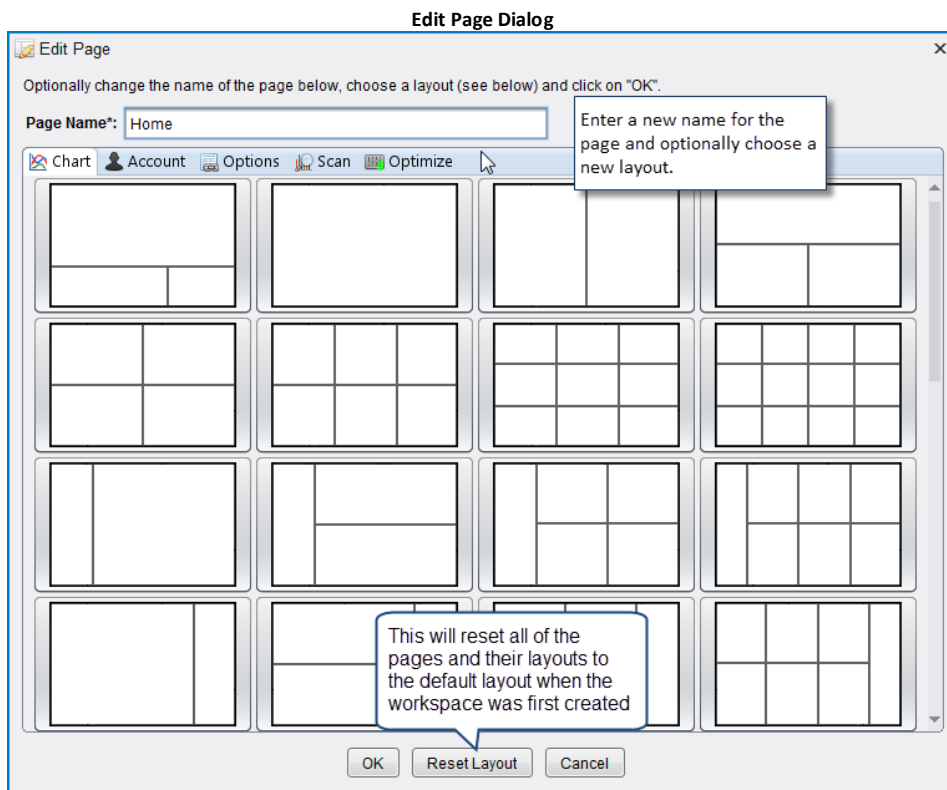 Edit Page Dialog
Edit Page
Optionally change the name of the page below, choose a layout (see below) and click on "OK".
Page Name*: Home
Enter a new name for the
page and optionally choose a
new layout.
Chart Account Options Scan Optimize
This will reset all of the
pages and their layouts to
the default layout when the
workspace was first created
OK Reset Layout Cancel